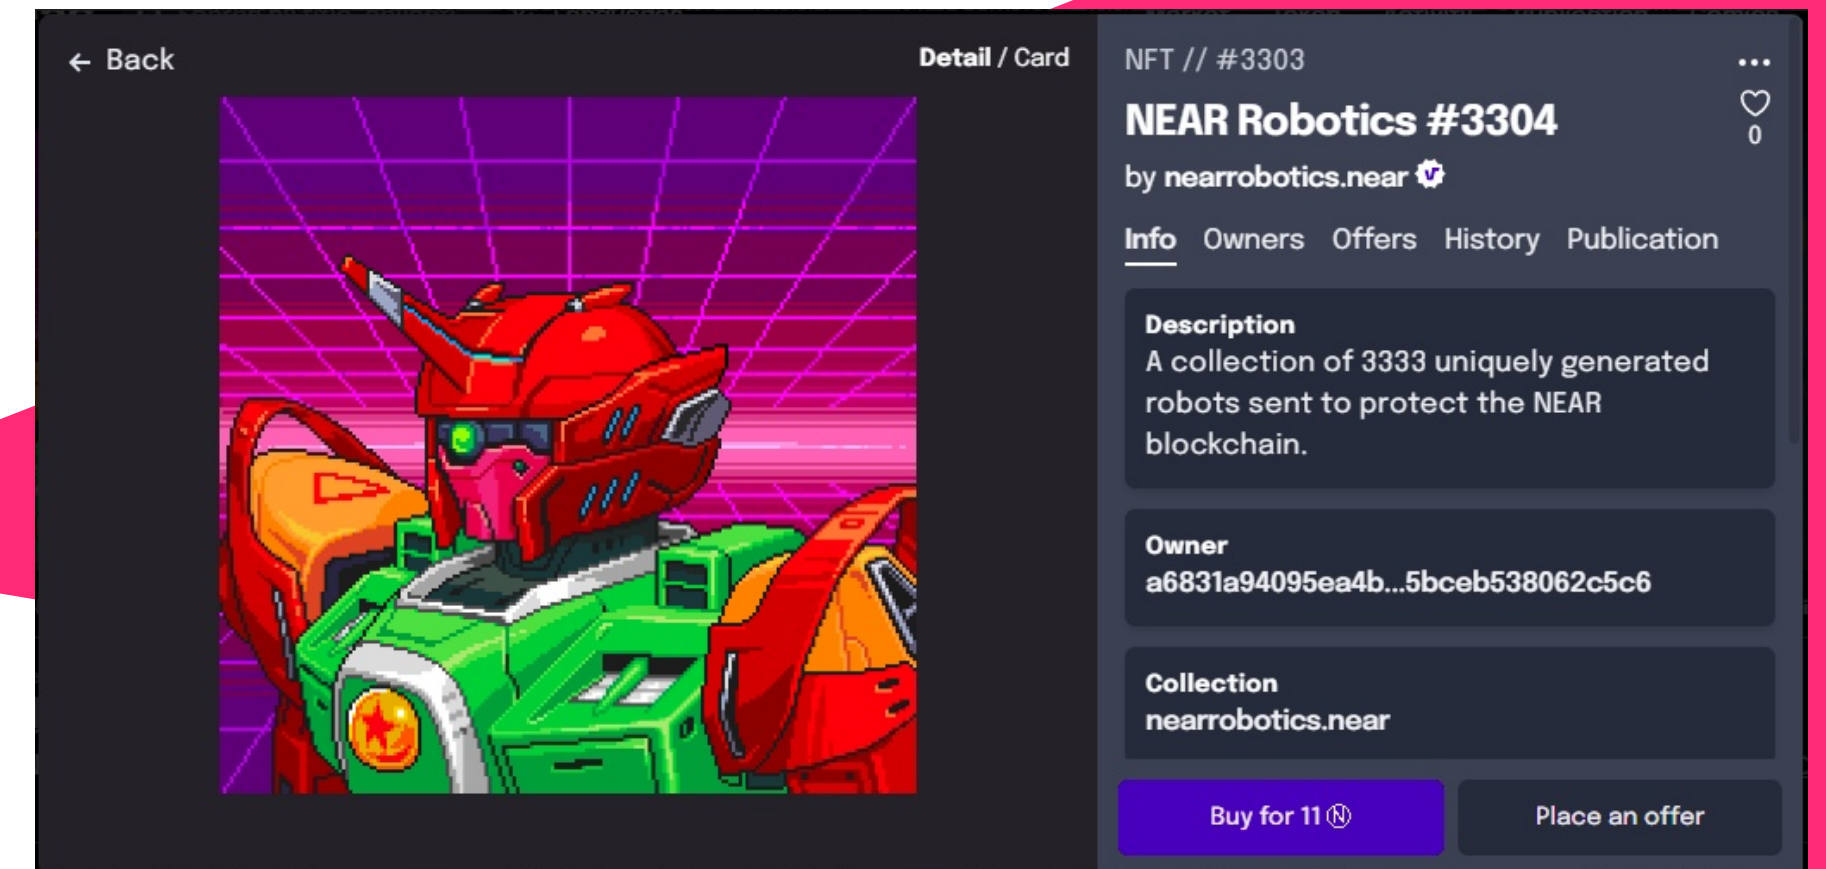 ← Back
Detail / Card
NFT // #3303
NEAR Robotics #3304
0
by nearrobotics.near
Info Owners Offers History Publication
Description
A collection of 3333 uniquely generated
robots sent to protect the NEAR
blockchain.
Owner
a6831a94095ea4b...5bceb538062c5c6
Collection
nearrobotics.near
Buy for 11 Ⓝ
Place an offer